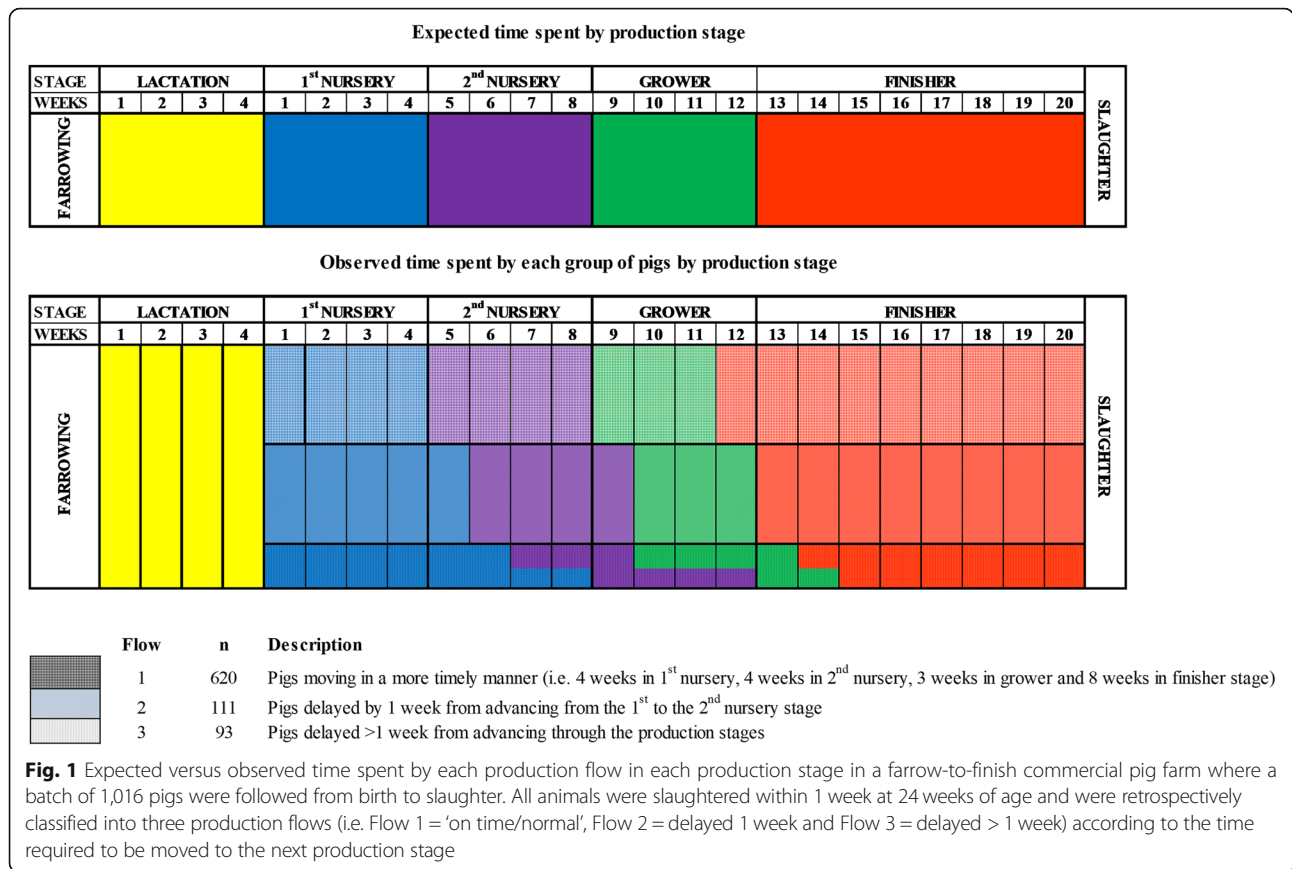 Expected time spent by production stage
STAGE LACTATION 1st NURSERY 2nd NURSERY GROWER FINISHER
WEEKS 1 2 3 4 1 2 3 4 5 6 7 8 9 10 11 12 13 14 15 16 17 18 19 20
FARROWING
SLAUGHTER
Observed time spent by each group of pigs by production stage
STAGE LACTATION 1st NURSERY 2nd NURSERY GROWER FINISHER
WEEKS 1 2 3 4 1 2 3 4 5 6 7 8 9 10 11 12 13 14 15 16 17 18 19 20
FARROWING
SLAUGHTER
Flow n Description
1 620 Pigs moving in a more timely manner (i.e. 4 weeks in 1st nursery, 4 weeks in 2nd nursery, 3 weeks in grower and 8 weeks in finisher stage)
2 111 Pigs delayed by 1 week from advancing from the 1st to the 2nd nursery stage
3 93 Pigs delayed >1 week from advancing through the production stages
Fig. 1 Expected versus observed time spent by each production flow in each production stage in a farrow-to-finish commercial pig farm where a
batch of 1,016 pigs were followed from birth to slaughter. All animals were slaughtered within 1 week at 24 weeks of age and were retrospectively
classified into three production flows (i.e. Flow 1 = 'on time/normal', Flow 2 = delayed 1 week and Flow 3 = delayed > 1 week) according to the time
required to be moved to the next production stage